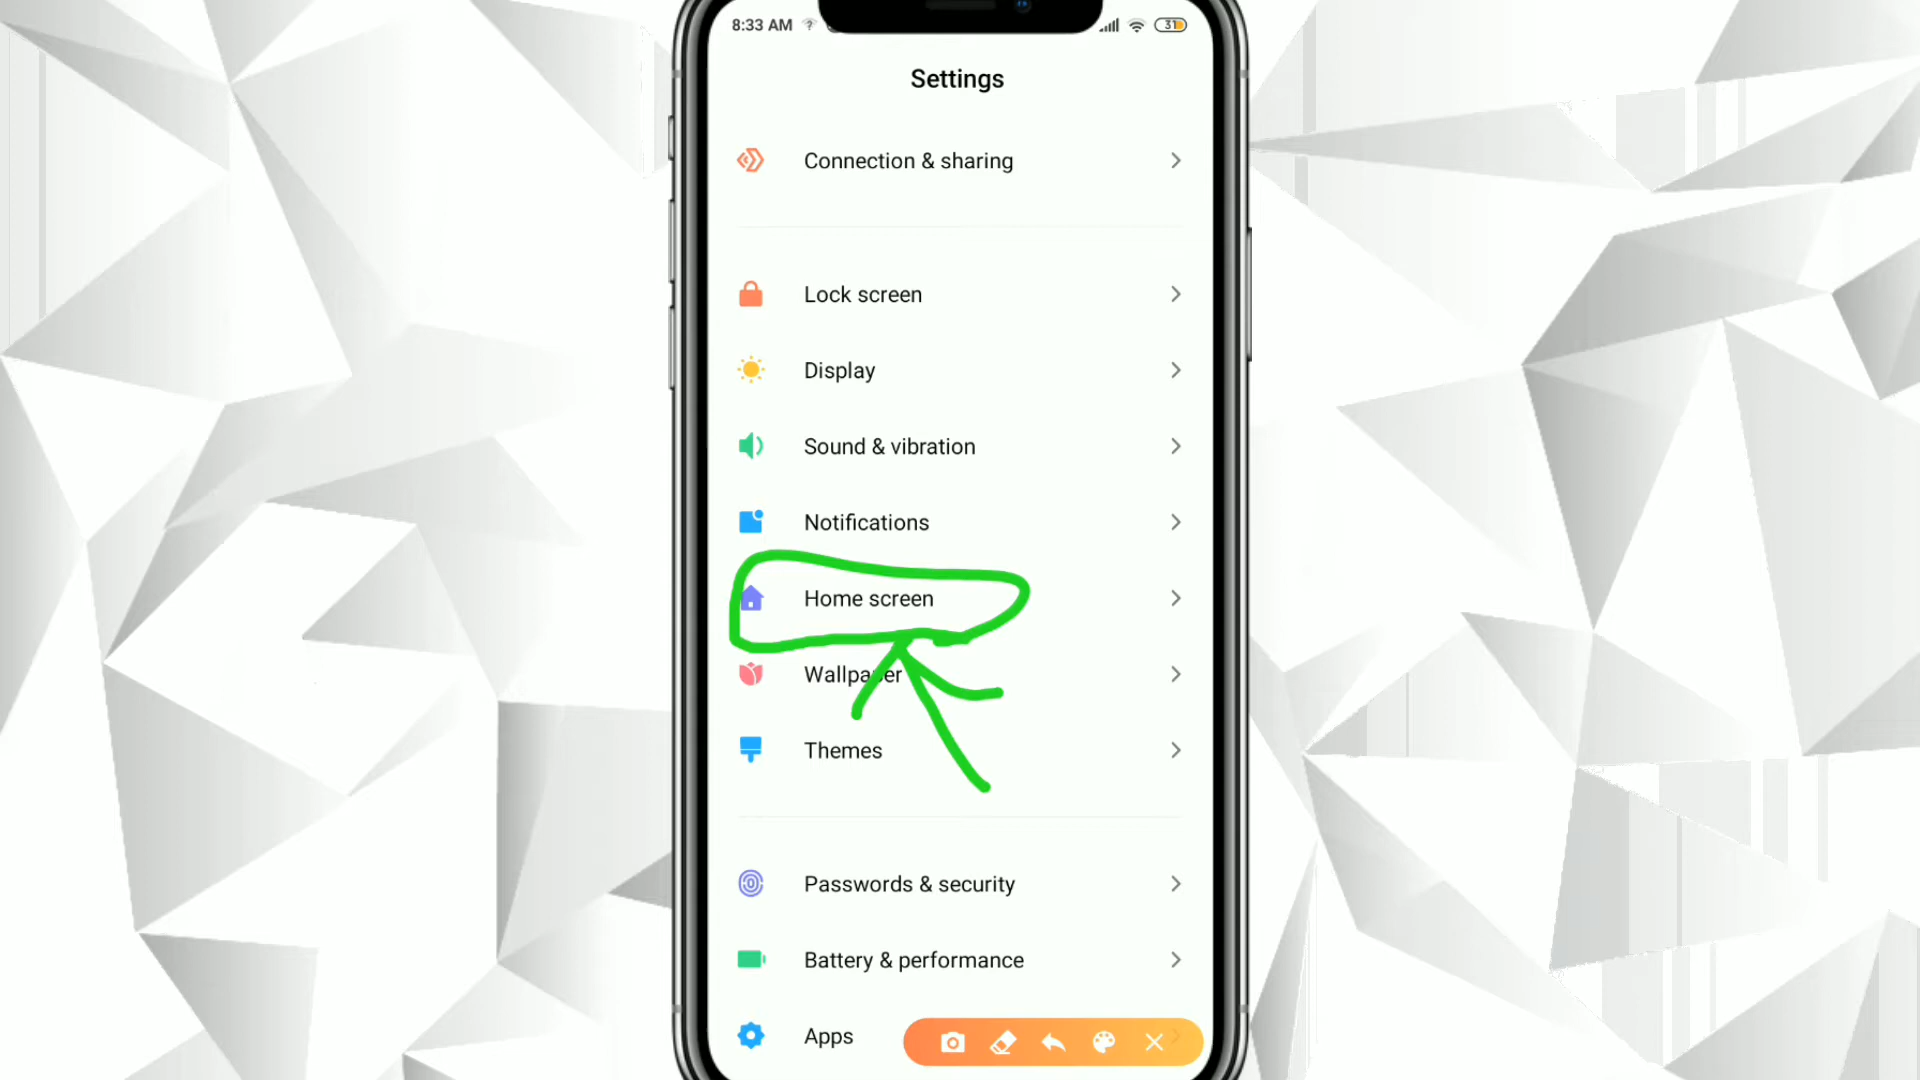 8:33 AM ?
31
Settings
Connection & sharing
Lock screen
Display
Sound & vibration
Notifications
Home screen
Wallpaper
Themes
Passwords & security
Battery & performance
Apps